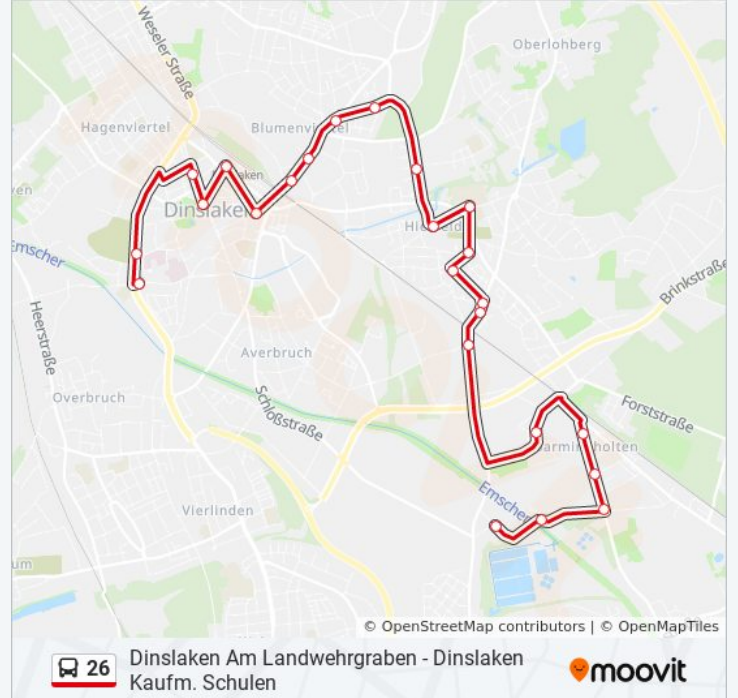 Weseler Straße
Oberlohberg
Hagenviertel
Blumenviertel
Dinslaken
Emscher
Brinkstraße
Heerstraße
Averbruch
Schloßstraße
Overbruch
Forststraße
Emscher
Vierlinden
© OpenStreetMap contributors | © OpenMapTiles
26
Dinslaken Am Landwehrgraben - Dinslaken
Kaufm. Schulen
moovit